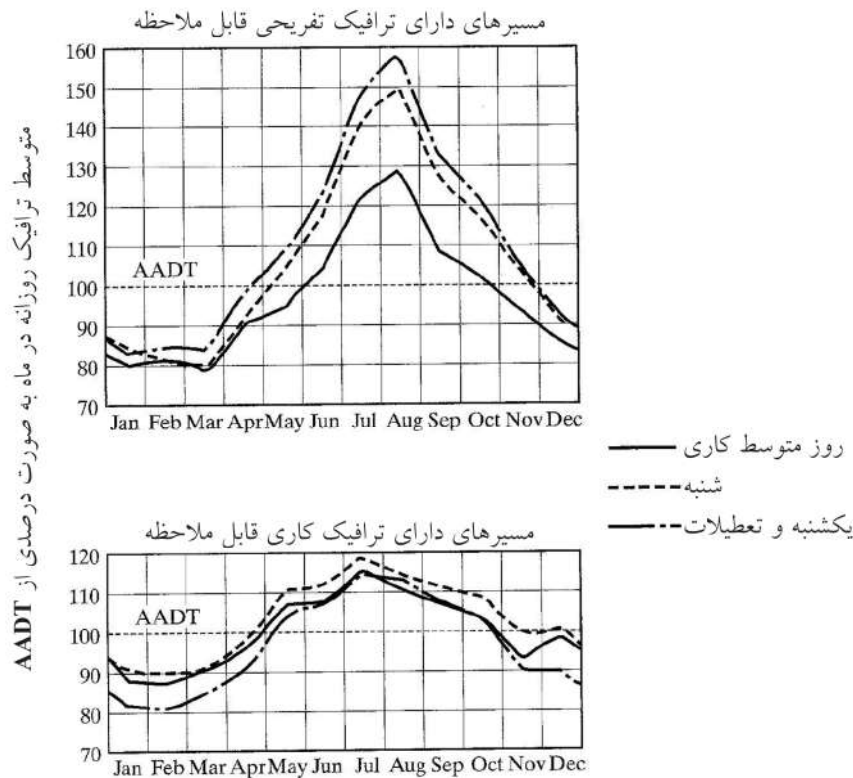 مسیرهای دارای ترافیک تفریحی قابل ملاحظه
160
150
140
130
120
110
100
90
80
70
AADT
Jan Feb Mar Apr May Jun Jul Aug Sep Oct Nov Dec
متوسط ترافیک روزانه در ماه به صورت درصدی از AADT
روز متوسط کاری
شنبه
یکشنبه و تعطیلات
مسیرهای دارای ترافیک کاری قابل ملاحظه
120
110
100
90
80
70
AADT
Jan Feb Mar Apr May Jun Jul Aug Sep Oct Nov Dec